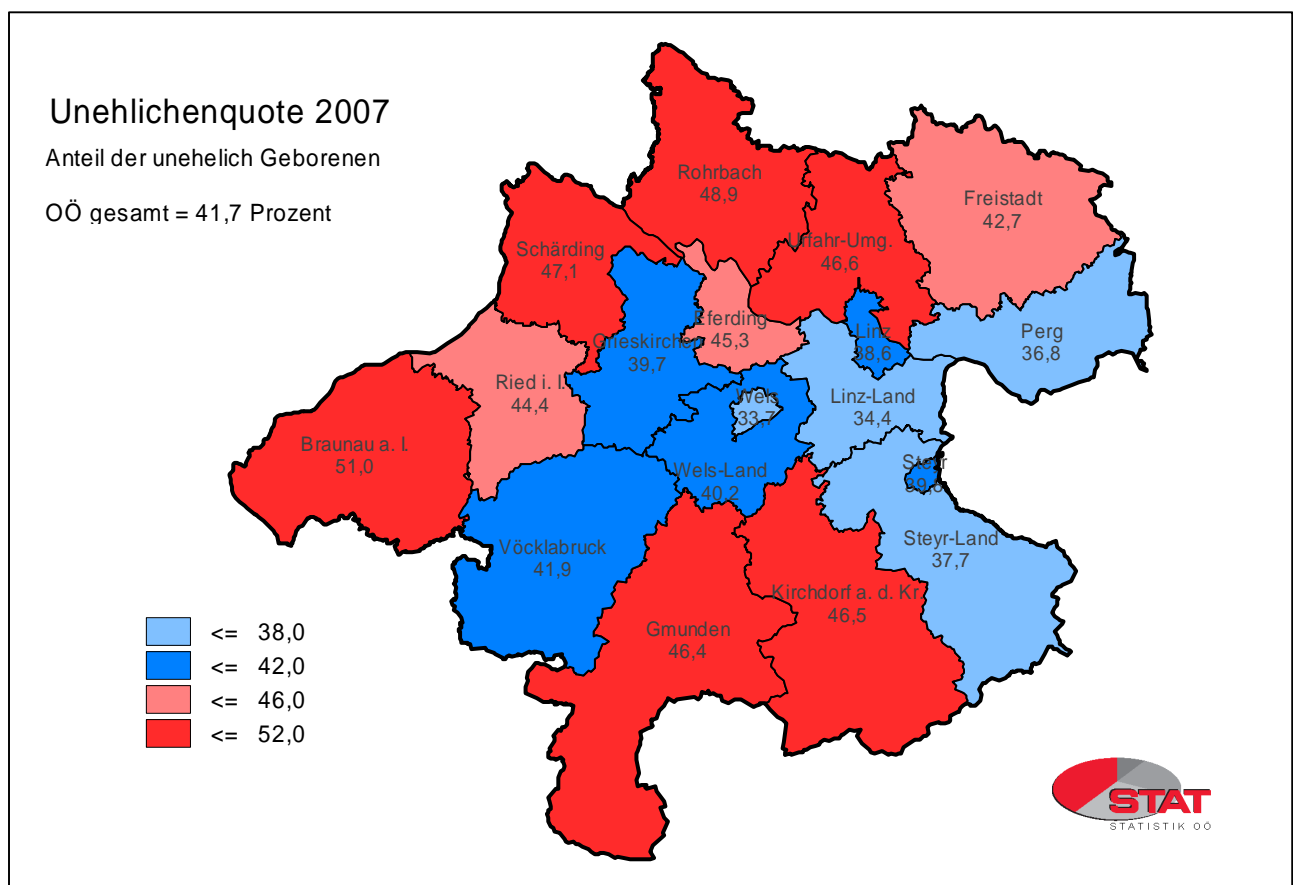 Unehlichenquote 2007
Anteil der unehelich Geborenen
OÖ gesamt = 41,7 Prozent
Rohrbach
48,9
Freistadt
42,7
Urfahr-Umg.
46,6
Schärding
47,1
Eferding
45,3
Grieskirchen
39,7
Linz
38,6
Perg
36,8
Ried i. I.
44,4
Wels
33,7
Linz-Land
34,4
Braunau a. I.
51,0
Wels-Land
40,2
Steyr
Steyr-Land
37,7
Vöcklabruck
41,9
Kirchdorf a. d. Kr.
46,5
Gmunden
46,4
<= 38,0
<= 42,0
<= 46,0
<= 52,0
STAT
STATISTIK OÖ